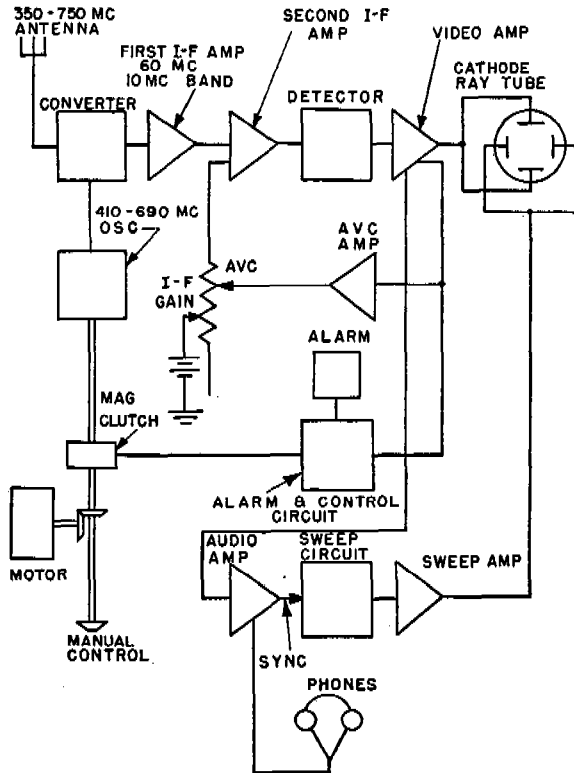 350-750 MC
ANTENNA
FIRST I-F AMP
60 MC
10MC BAND
SECOND I-F
AMP
VIDEO AMP
CATHODE
RAY TUBE
CONVERTER
DETECTOR
410-690 MC
OSC
AVC
I-F
GAIN
AVC
AMP
ALARM
MAG
CLUTCH
ALARM & CONTROL
CIRCUIT
MOTOR
AUDIO
AMP
SWEEP
CIRCUIT
SWEEP AMP
MANUAL
CONTROL
SYNC
PHONES